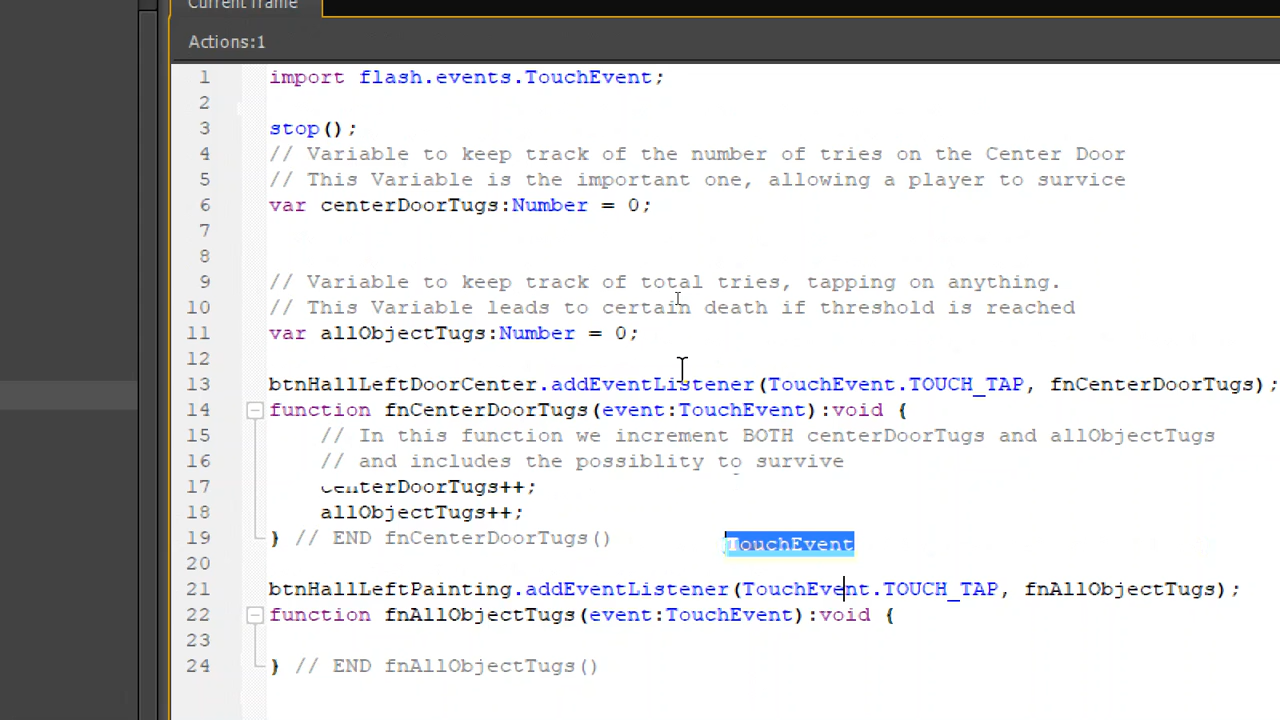 Current frame
Actions:1
1 import flash.events.TouchEvent;
2
3 stop();
4 // Variable to keep track of the number of tries on the Center Door
5 // This Variable is the important one, allowing a player to survice
6 var centerDoorTugs:Number = 0;
7
8
9 // Variable to keep track of total tries, tapping on anything.
10 // This Variable leads to certain death if threshold is reached
11 var allObjectTugs:Number = 0;
12
13 btnHallLeftDoorCenter.addEventListener(TouchEvent.TOUCH_TAP, fnCenterDoorTugs);
14 function fnCenterDoorTugs(event:TouchEvent):void {
15 // In this function we increment BOTH centerDoorTugs and allObjectTugs
16 // and includes the possiblity to survive
17 centerDoorTugs++;
18 allObjectTugs++;
19 } // END fnCenterDoorTugs()
TouchEvent
20
21 btnHallLeftPainting.addEventListener(TouchEvent.TOUCH_TAP, fnAllObjectTugs);
22 function fnAllObjectTugs(event:TouchEvent):void {
23
24 } // END fnAllObjectTugs()